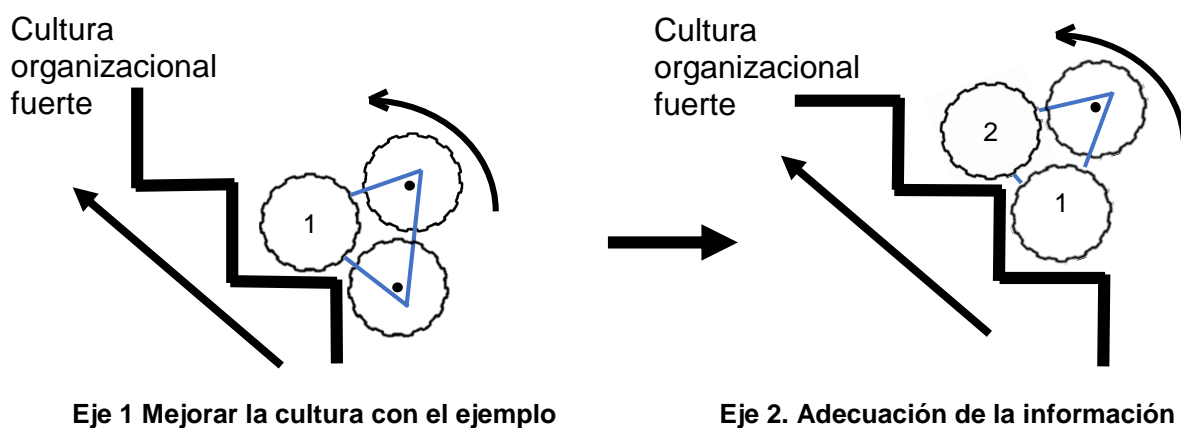 Cultura
organizacional
fuerte
1
Eje 1 Mejorar la cultura con el ejemplo
Cultura
organizacional
fuerte
2
1
Eje 2. Adecuación de la información